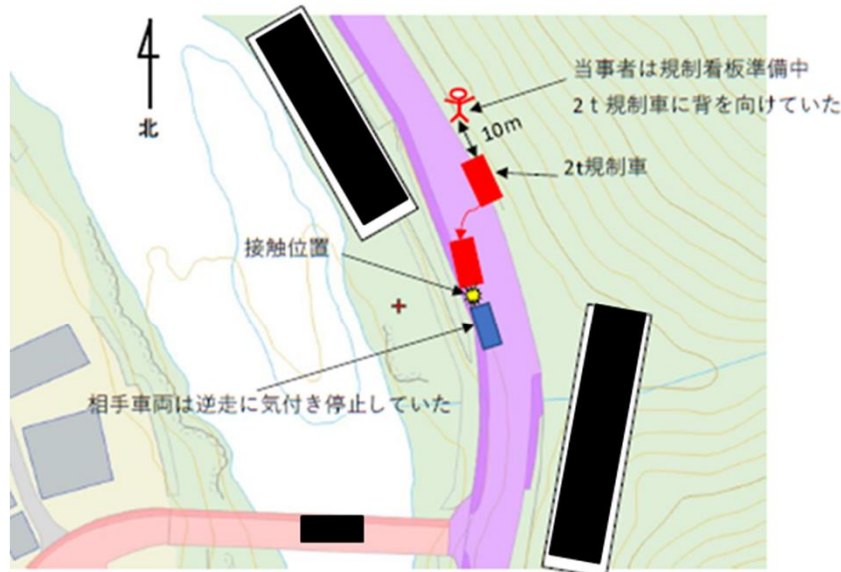 当事者は規制看板準備中
2ｔ規制車に背を向けていた
北
10m
2t規制車
接触位置
相手車両は逆走に気付き停止していた